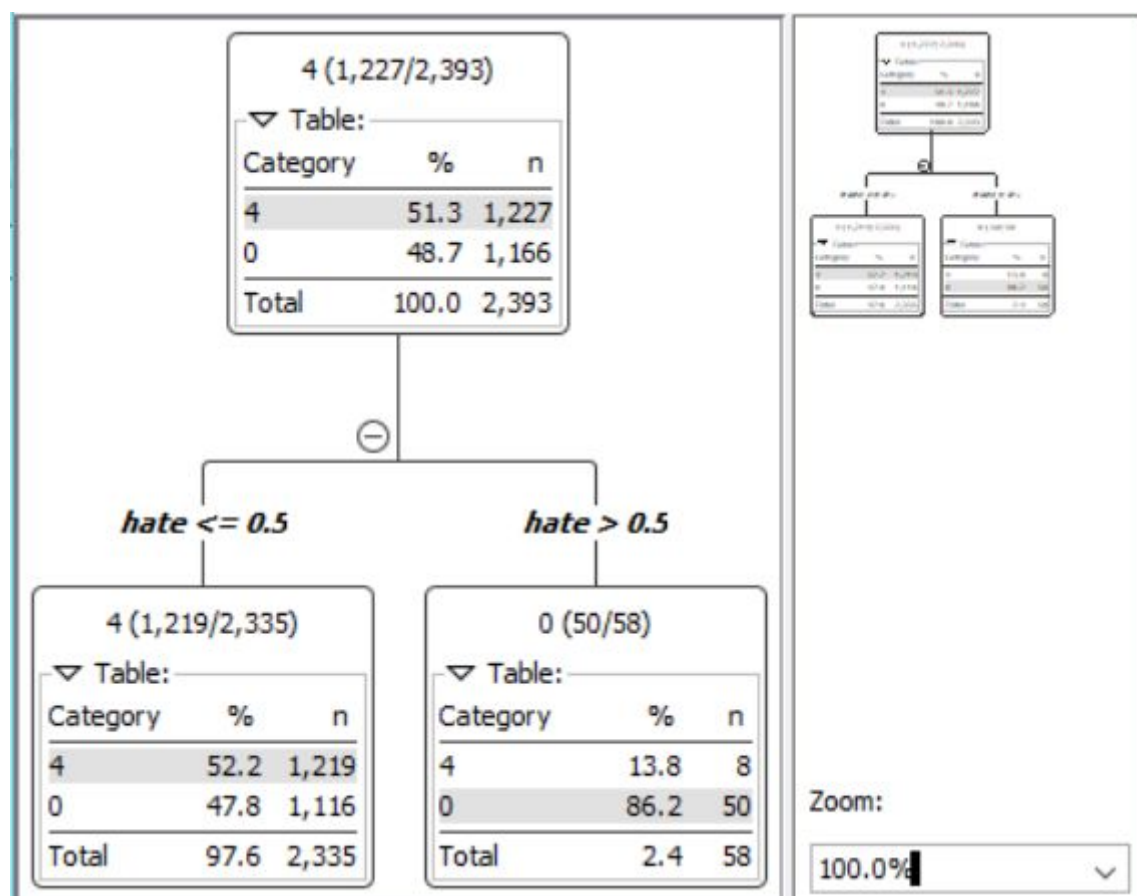 4 (1,227/2,393)
Table:
Category % n
4 51.3 1,227
0 48.7 1,166
Total 100.0 2,393
hate <= 0.5 hate > 0.5
4 (1,219/2,335)
Table:
Category % n
4 52.2 1,219
0 47.8 1,116
Total 97.6 2,335
0 (50/58)
Table:
Category % n
4 13.8 8
0 86.2 50
Total 2.4 58
Zoom:
100.0%